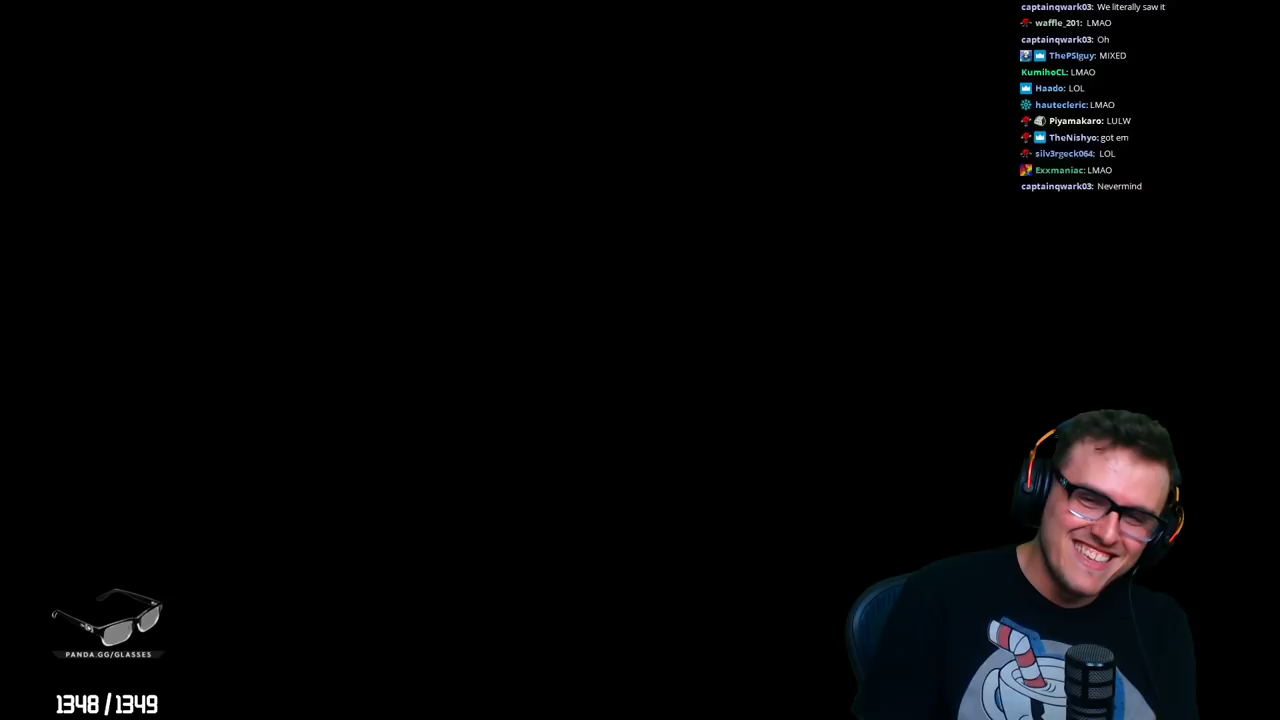 captainqwark03: We literally saw it
waffle_201: LMAO
captainqwark03: Oh
ThePSIguy: MIXED
KumihoCL: LMAO
Haado: LOL
hautecleric: LMAO
Piyamakaro: LULW
TheNishyo: got em
silv3rgeck064: LOL
Exxmaniac: LMAO
captainqwark03: Nevermind
PANDA.GG/GLASSES
1348 / 1349